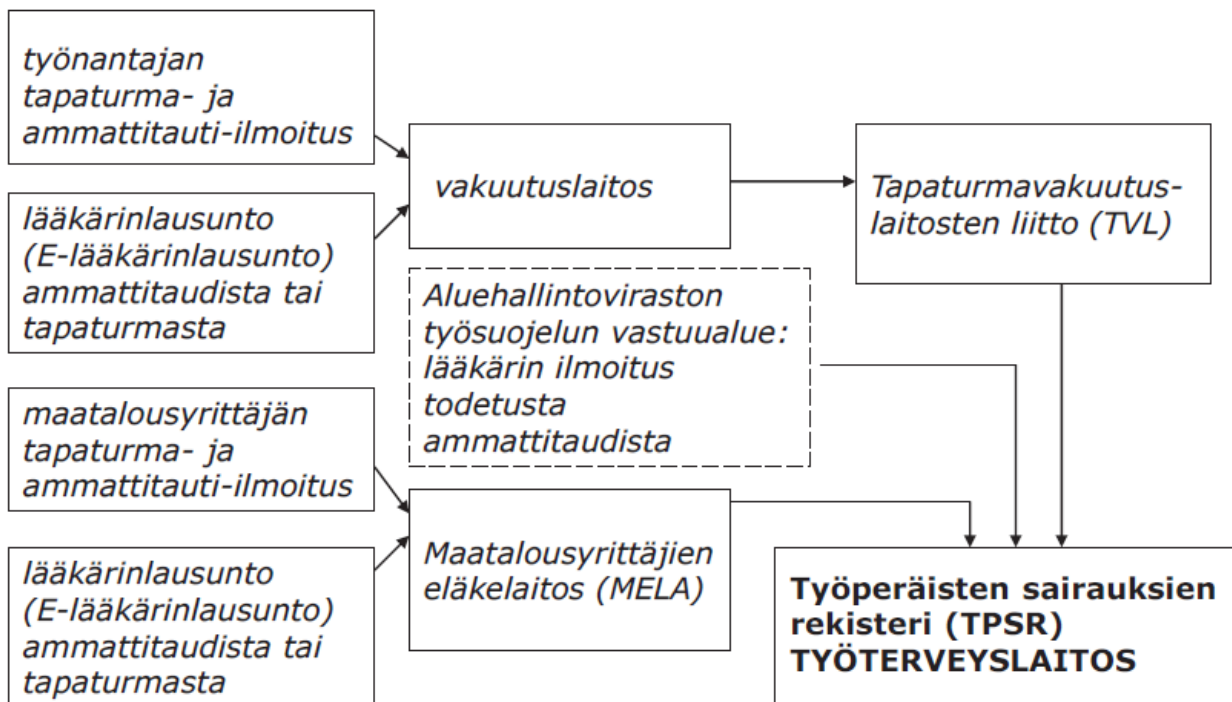 työnantajan
tapaturma- ja
ammattitauti-ilmoitus
lääkärinlausunto
(E-lääkärinlausunto)
ammattitaudista tai
tapaturmasta
maatalousyrittäjän
tapaturma- ja
ammattitauti-ilmoitus
lääkärinlausunto
(E-lääkärinlausunto)
ammattitaudista tai
tapaturmasta
vakuutuslaitos
Aluehallintoviraston
työsuojelun vastuualue:
lääkärin ilmoitus
todetusta
ammattitaudista
Maatalousyrittäjien
eläkelaitos (MELA)
Tapaturmavakuutus-
laitosten liitto (TVL)
Työperäisten sairauksien
rekisteri (TPSR)
TYÖTERVEYSLAITOS